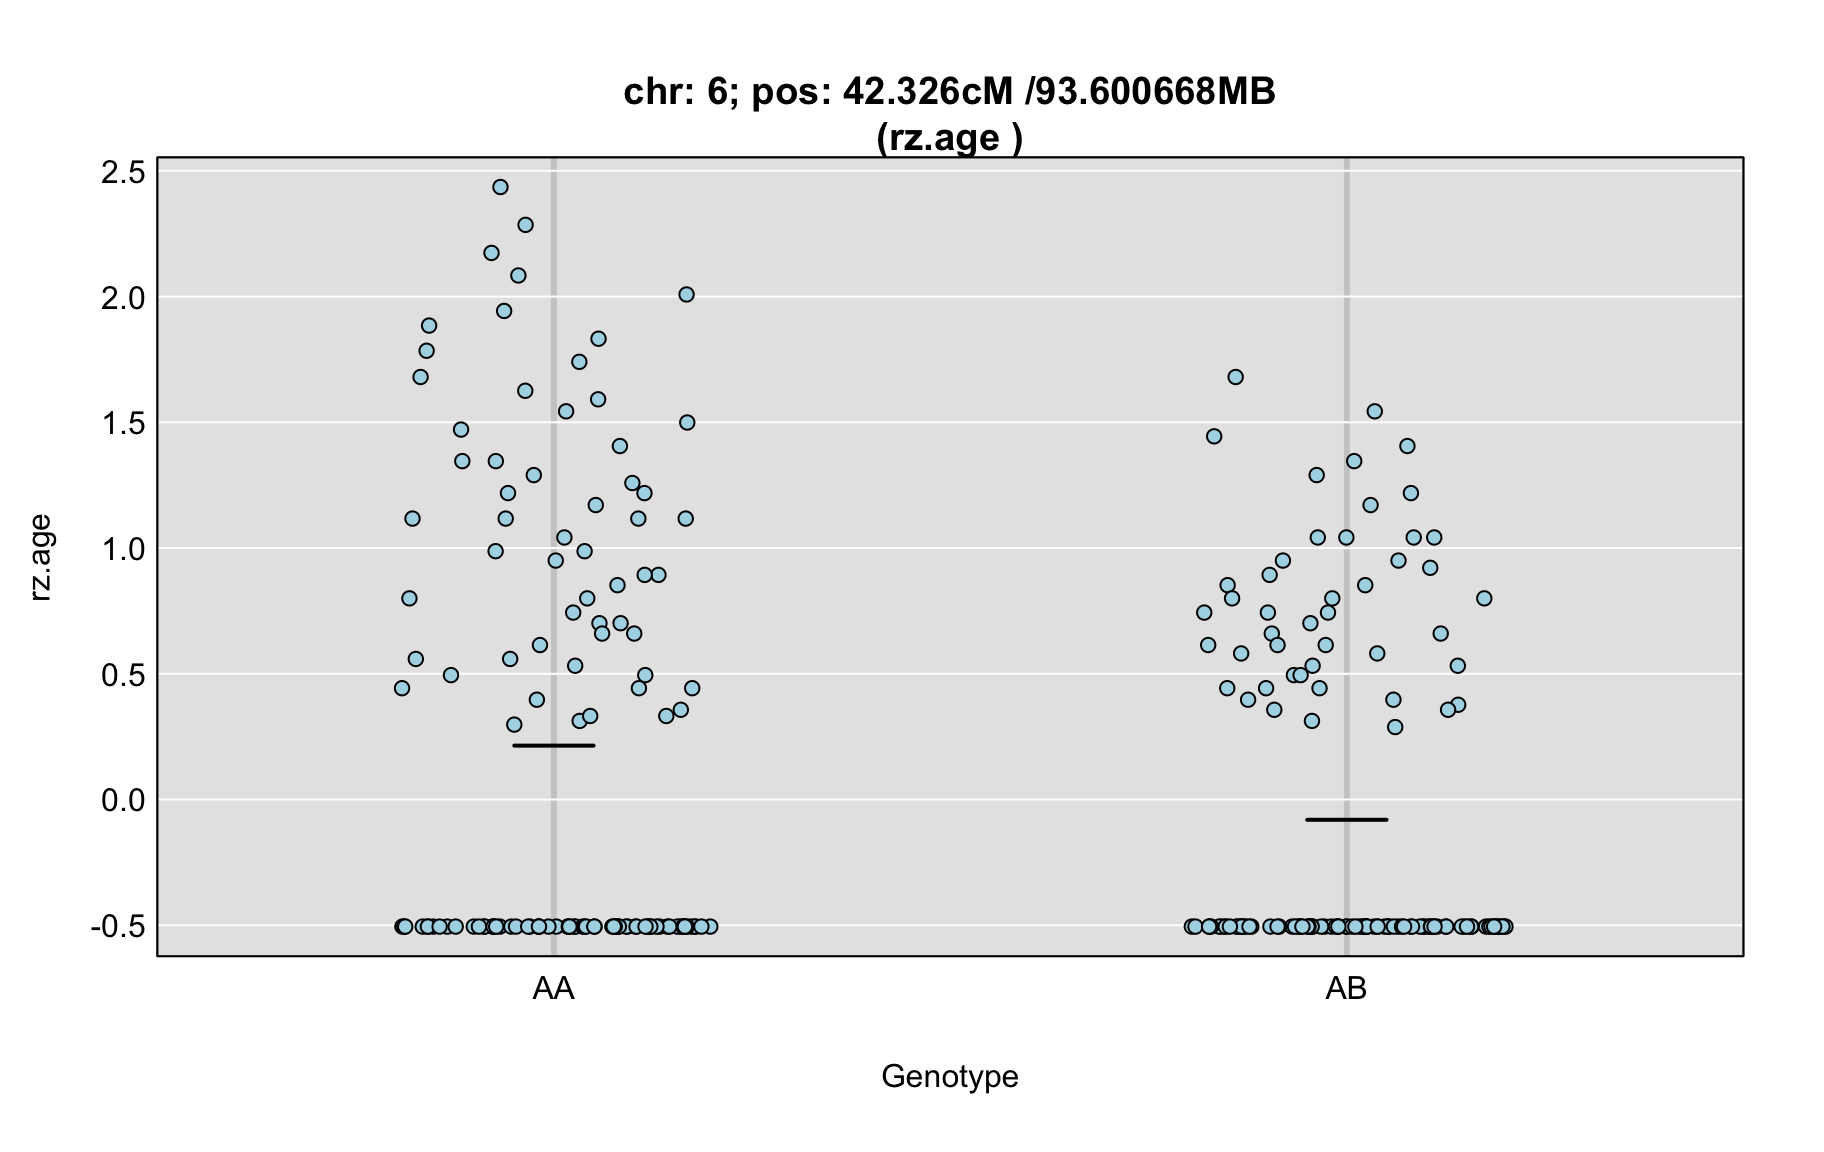 chr: 6; pos: 42.326cM /93.600668MB
(rz.age )
2.5
2.0
1.5
1.0
0.5
0.0
-0.5
rz.age
AA
AB
Genotype